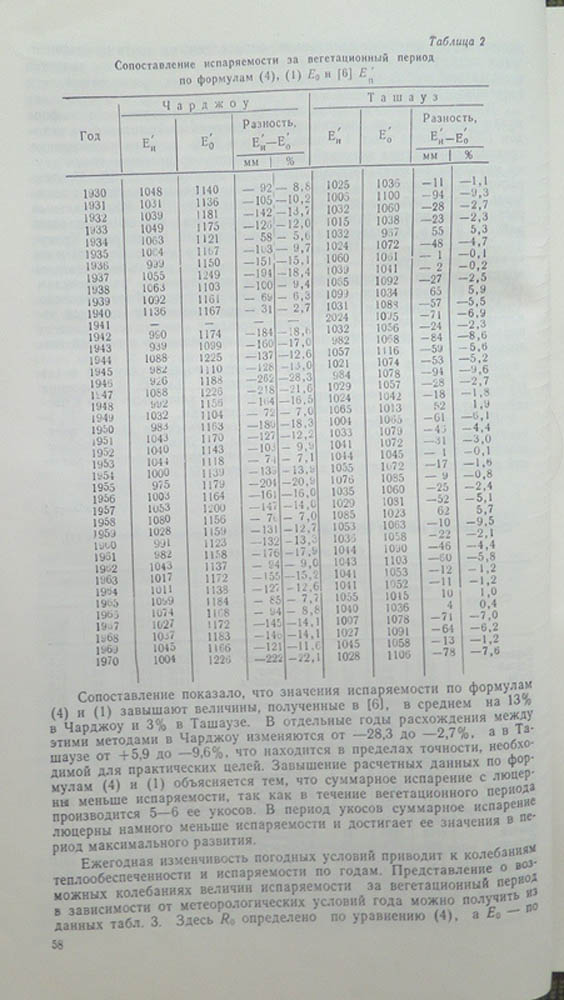 Таблица 2
Сопоставление испаряемости за вегетационный период
по формулам (4), (1) E₀ и [6] E′ₙ
Год
Чарджоу
Ташауз
E′и E′о Разность, E′и—E′о
мм | %
E′и E′о Разность, E′и—E′о
мм | %
1930 1048 1140 —92 —8,8 1025 1036 —11 —1,1
1931 1031 1136 —105 —10,2 1006 1100 —94 —9,3
1932 1039 1181 —142 —13,7 1032 1060 —28 —2,7
1933 1049 1175 —126 —12,0 1015 1038 —23 —2,3
1934 1063 1121 —58 —5,6 1032 55 5,3
1935 1167 —103 —9,7 1024 1072 —48 —4,7
1936 999 1150 —151 —15,1 1060 1061 —1 —0,1
1937 1055 1249 —194 —18,4 1039 1041 —2 —0,2
1938 1063 1103 —100 —9,4 1065 1092 —27 —2,5
1939 1092 1161 —69 —6,3 1099 1034 65 5,9
1940 1136 1167 —31 —2,7 1031 1088 —57 —5,5
1941 — — — — 2024 —71 —6,9
1942 990 1174 —184 —18,6 1032 1056 —24 —2,3
1943 939 1099 —160 —17,0 982 —84 —8,6
1944 1088 1225 —137 —12,6 1057 1116 —59 —5,6
1945 982 1110 —128 —13,0 1021 1074 —53 —5,2
1946 926 1188 —262 —28,3 984 1078 —94 —9,6
1947 1088 1226 —218 —21,6 1029 1057 —28 —2,7
1948 992 1156 —164 —16,5 1024 1042 —18 —1,8
1949 1032 1104 —72 —7,0 1065 1013 52 1,9
1950 983 1163 —180 —18,3 1004 1065 —61 —6,1
1951 1043 1170 —127 —12,2 1033 1079 —4,4
1952 1040 1143 —103 —9,9 1041 1072 —31 —3,0
1953 1044 1118 —74 —7,1 1044 1045 —1 —0,1
1954 1000 1139 —139 —13,9 1055 1072 —17 —1,6
1955 975 1179 —204 —20,9 1076 1085 —9 —0,8
1956 1003 1164 —161 —16,0 1035 1060 —25 —2,4
1957 1053 1200 —147 —14,0 1029 1081 —52 —5,1
1958 1080 1156 —76 —7,0 1085 1023 62 5,7
1959 1028 1159 —131 —12,7 1053 1063 —10 —9,5
1960 991 1123 —132 —13,3 1036 1058 —22 —2,1
1961 982 1158 —176 —17,9 1044 1090 —46 —4,4
1962 1043 1137 —94 —9,0 1043 1103 —60 —5,8
1963 1017 1172 —155 —15,2 1041 1053 —12 —1,2
1964 1011 1138 —127 —12,6 1041 1052 —11 —1,2
1965 1099 1184 —85 —7,7 1055 1015 10 1,0
1966 1074 1168 —94 —8,8 1040 1036 4 0,4
1967 1027 1172 —145 —14,1 1007 1078 —71 —7,0
1968 1037 1183 —146 —14,1 1027 1091 —64 —6,2
1969 1045 1166 —121 —11,6 1045 1058 —13 —1,2
1970 1004 1226 —222 —22,1 1028 1106 —78 —7,6
Сопоставление показало, что значения испаряемости по формулам
(4) и (1) завышают величины, полученные в [6], в среднем на 13%
в Чарджоу и 3% в Ташаузе. В отдельные годы расхождения между
этими методами в Чарджоу изменяются от —28,3 до —2,7%, а в Та-
шаузе от +5,9 до —9,6%, что находится в пределах точности, необхо-
димой для практических целей. Завышение расчетных данных по фор-
мулам (4) и (1) объясняется тем, что суммарное испарение с люцер-
ны меньше испаряемости, так как в течение вегетационного периода
производится 5—6 ее укосов. В период укосов суммарное испарение
люцерны намного меньше испаряемости и достигает ее значения в пе-
риод максимального развития.
Ежегодная изменчивость погодных условий приводит к колебаниям
теплообеспеченности и испаряемости по годам. Представление о воз-
можных колебаниях величин испаряемости за вегетационный период
в зависимости от метеорологических условий года можно получить из
данных табл. 3. Здесь R₀ определено по уравнению (4), а E₀ — по
58